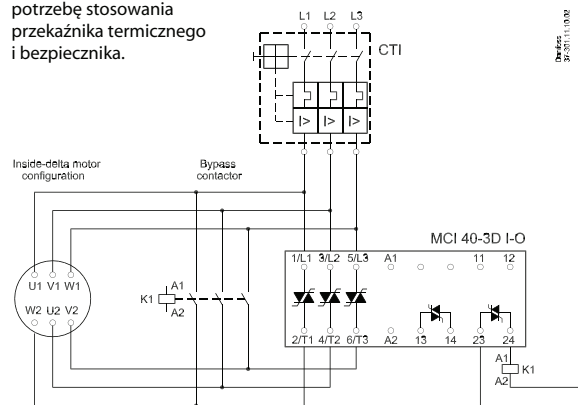 potrzebę stosowania
przekaźnika termicznego
i bezpiecznika.
L1 L2 L3
CTI
Danfoss
37-301.11.10.02
I> I> I>
Inside-delta motor
configuration
Bypass
contactor
MCI 40-3D I-O
1/L1 3/L2 5/L3 A1 11 12
U1 V1 W1
K1 A1
A2
W2 U2 V2
2/T1 4/T2 6/T3 A2 13 14 23 24
A1
K1
A2